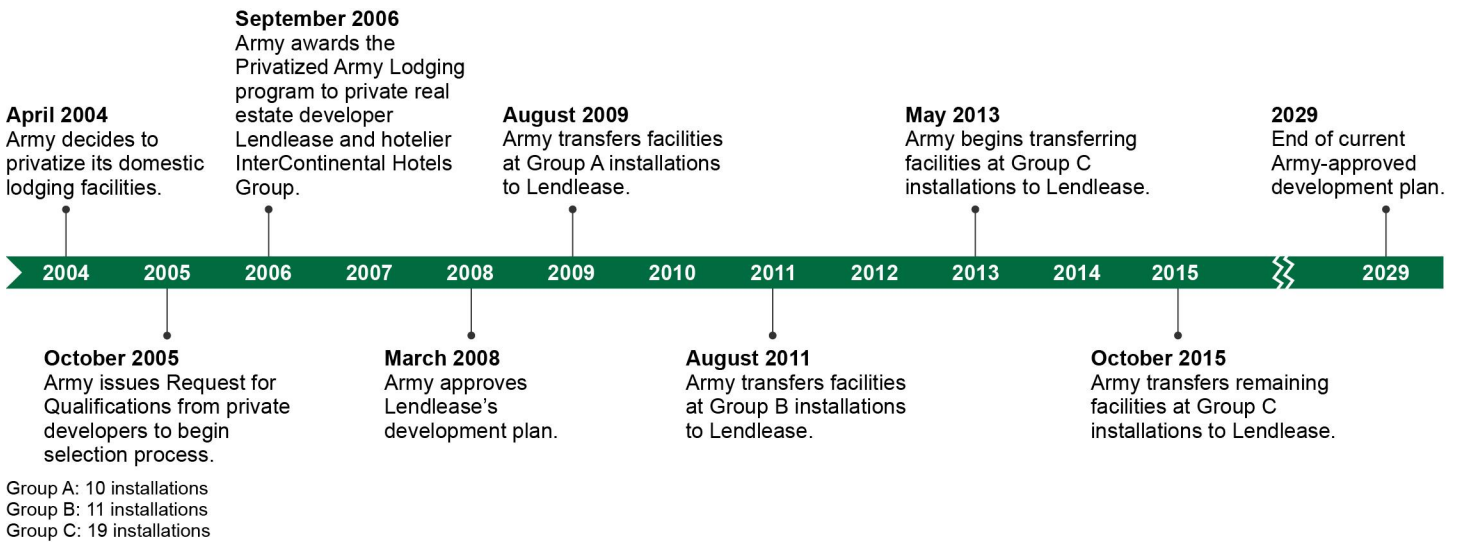 September 2006
Army awards the
Privatized Army Lodging
program to private real
estate developer
Lendlease and hotelier
InterContinental Hotels
Group.
April 2004
Army decides to
privatize its domestic
lodging facilities.
August 2009
Army transfers facilities
at Group A installations
to Lendlease.
May 2013
Army begins transferring
facilities at Group C
installations to Lendlease.
2029
End of current
Army-approved
development plan.
2004 2005 2006 2007 2008 2009 2010 2011 2012 2013 2014 2015 2029
October 2005
Army issues Request for
Qualifications from private
developers to begin
selection process.
March 2008
Army approves
Lendlease’s
development plan.
August 2011
Army transfers facilities
at Group B installations
to Lendlease.
October 2015
Army transfers remaining
facilities at Group C
installations to Lendlease.
Group A: 10 installations
Group B: 11 installations
Group C: 19 installations